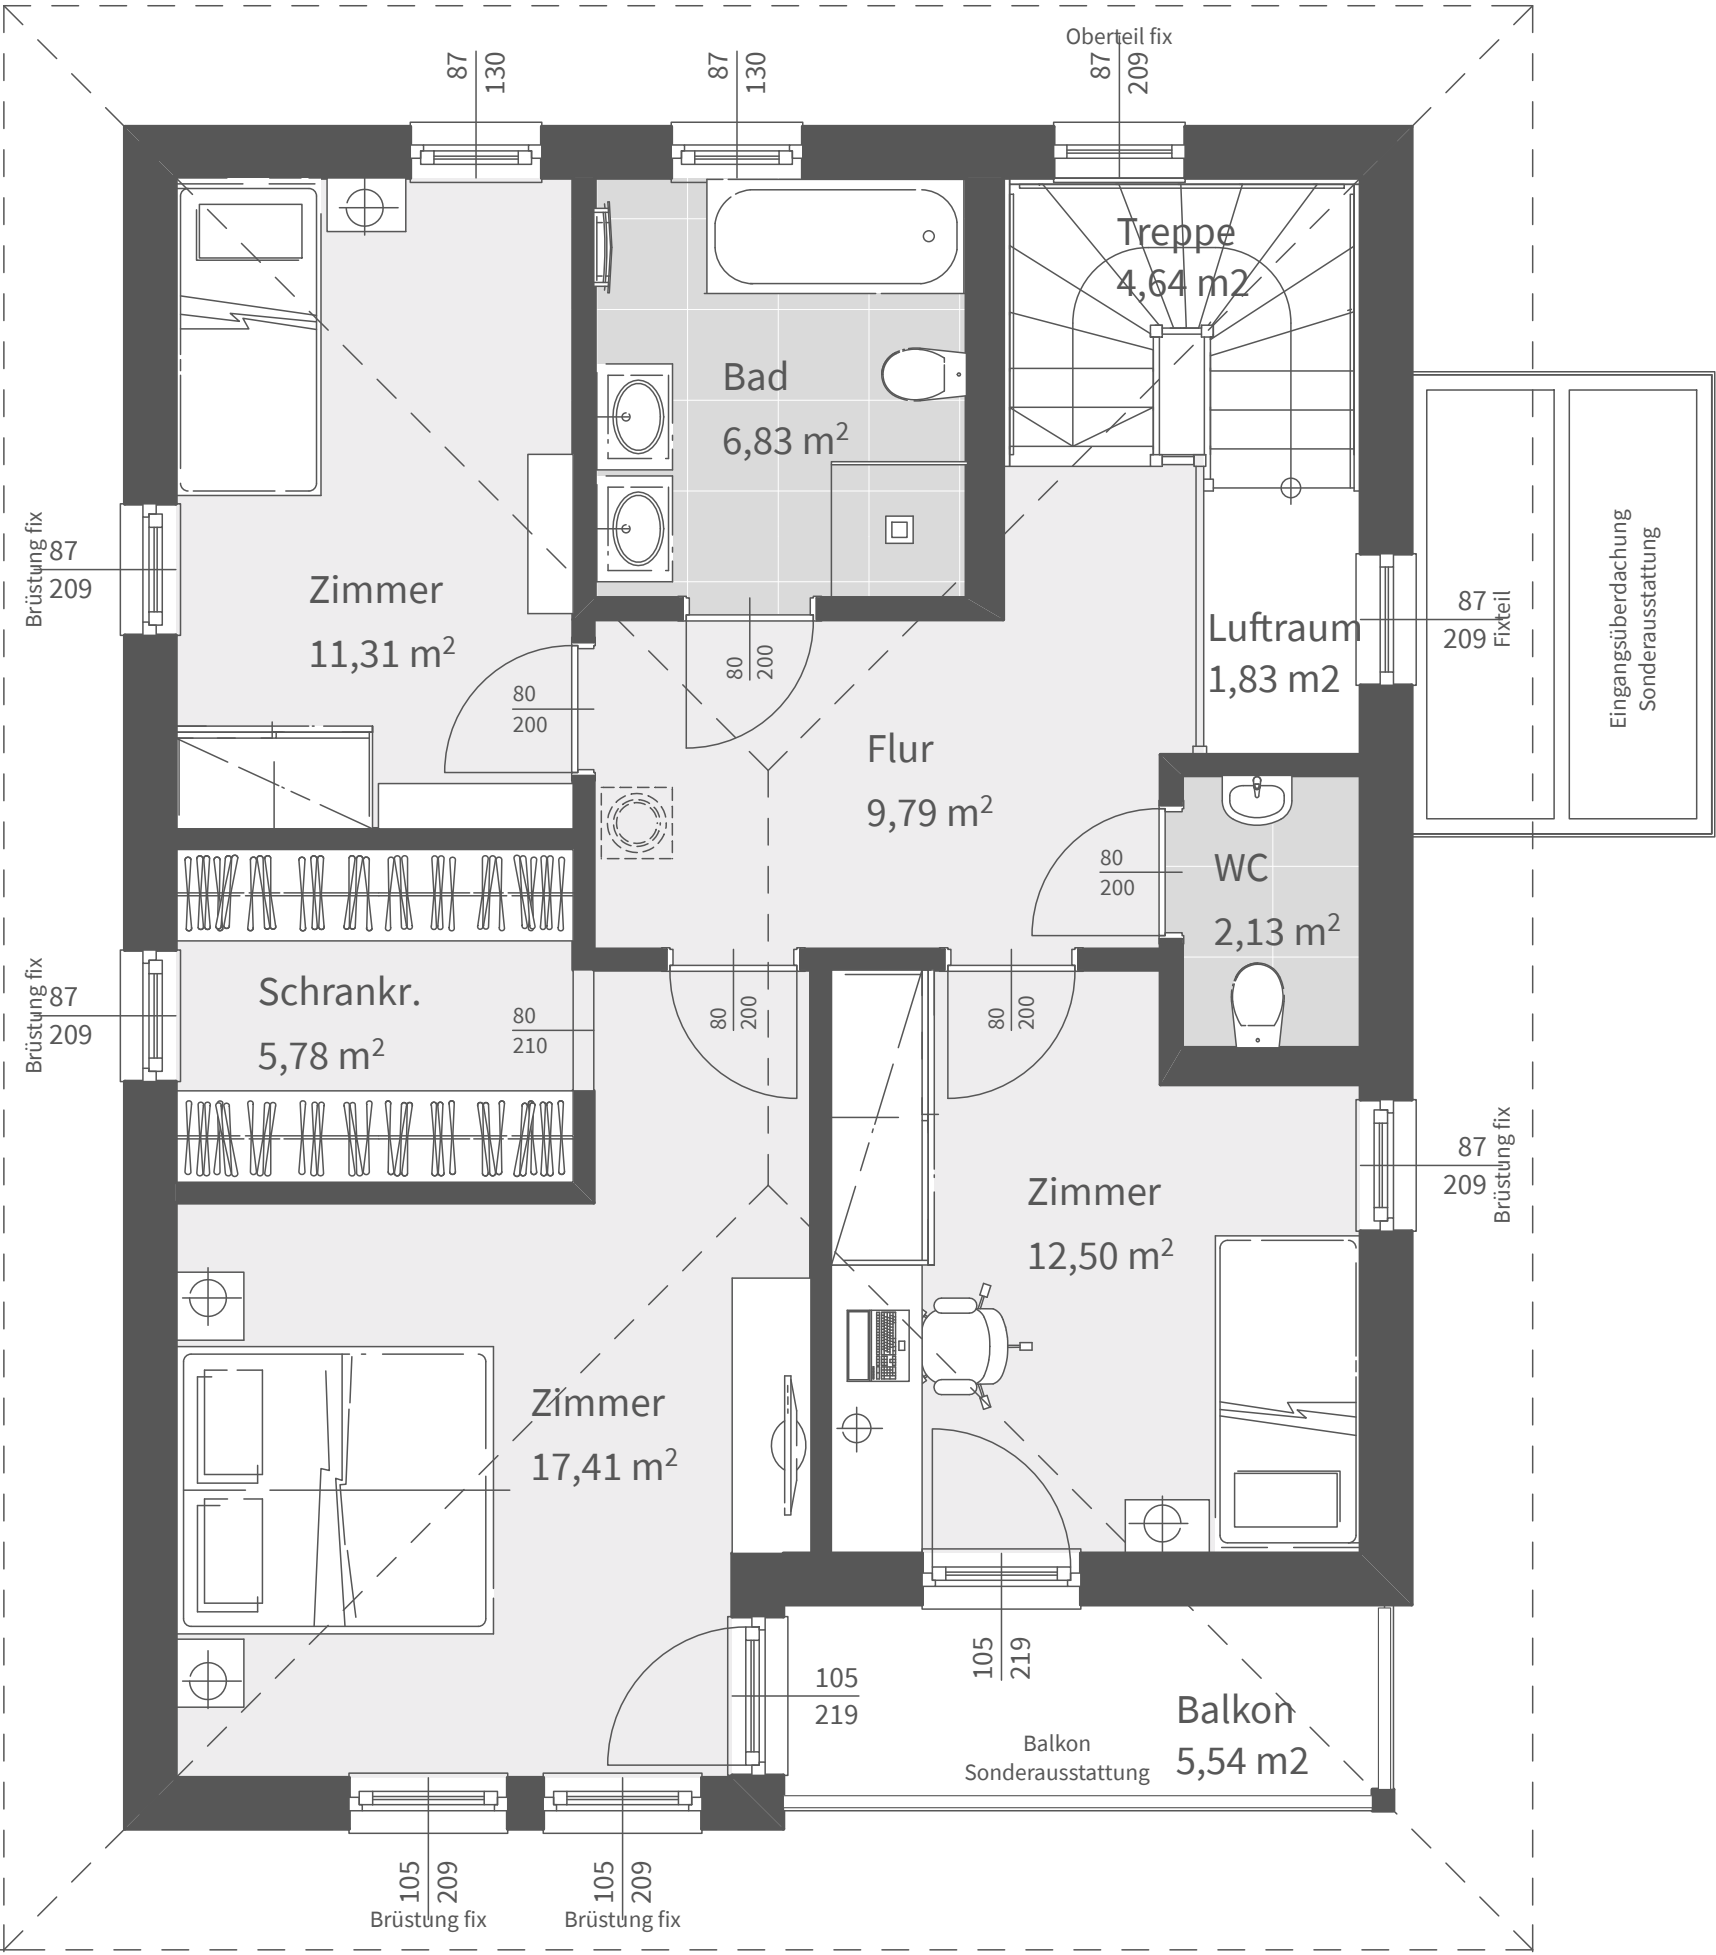 Oberteil fix
87
130
87
130
87
209
Treppe
4,64 m2
Bad
6,83 m²
Brüstung fix
87
209
Zimmer
11,31 m²
80
200
80
200
Luftraum
1,83 m2
87
209
Fixteil
Eingangsüberdachung
Sonderausstattung
Flur
9,79 m²
80
200
WC
2,13 m²
Brüstung fix
87
209
Schrankr.
5,78 m²
80
210
80
200
80
200
87
209
Brüstung fix
Zimmer
12,50 m²
Zimmer
17,41 m²
105
219
105
219
Balkon
Sonderausstattung
Balkon
5,54 m2
105
209
Brüstung fix
105
209
Brüstung fix